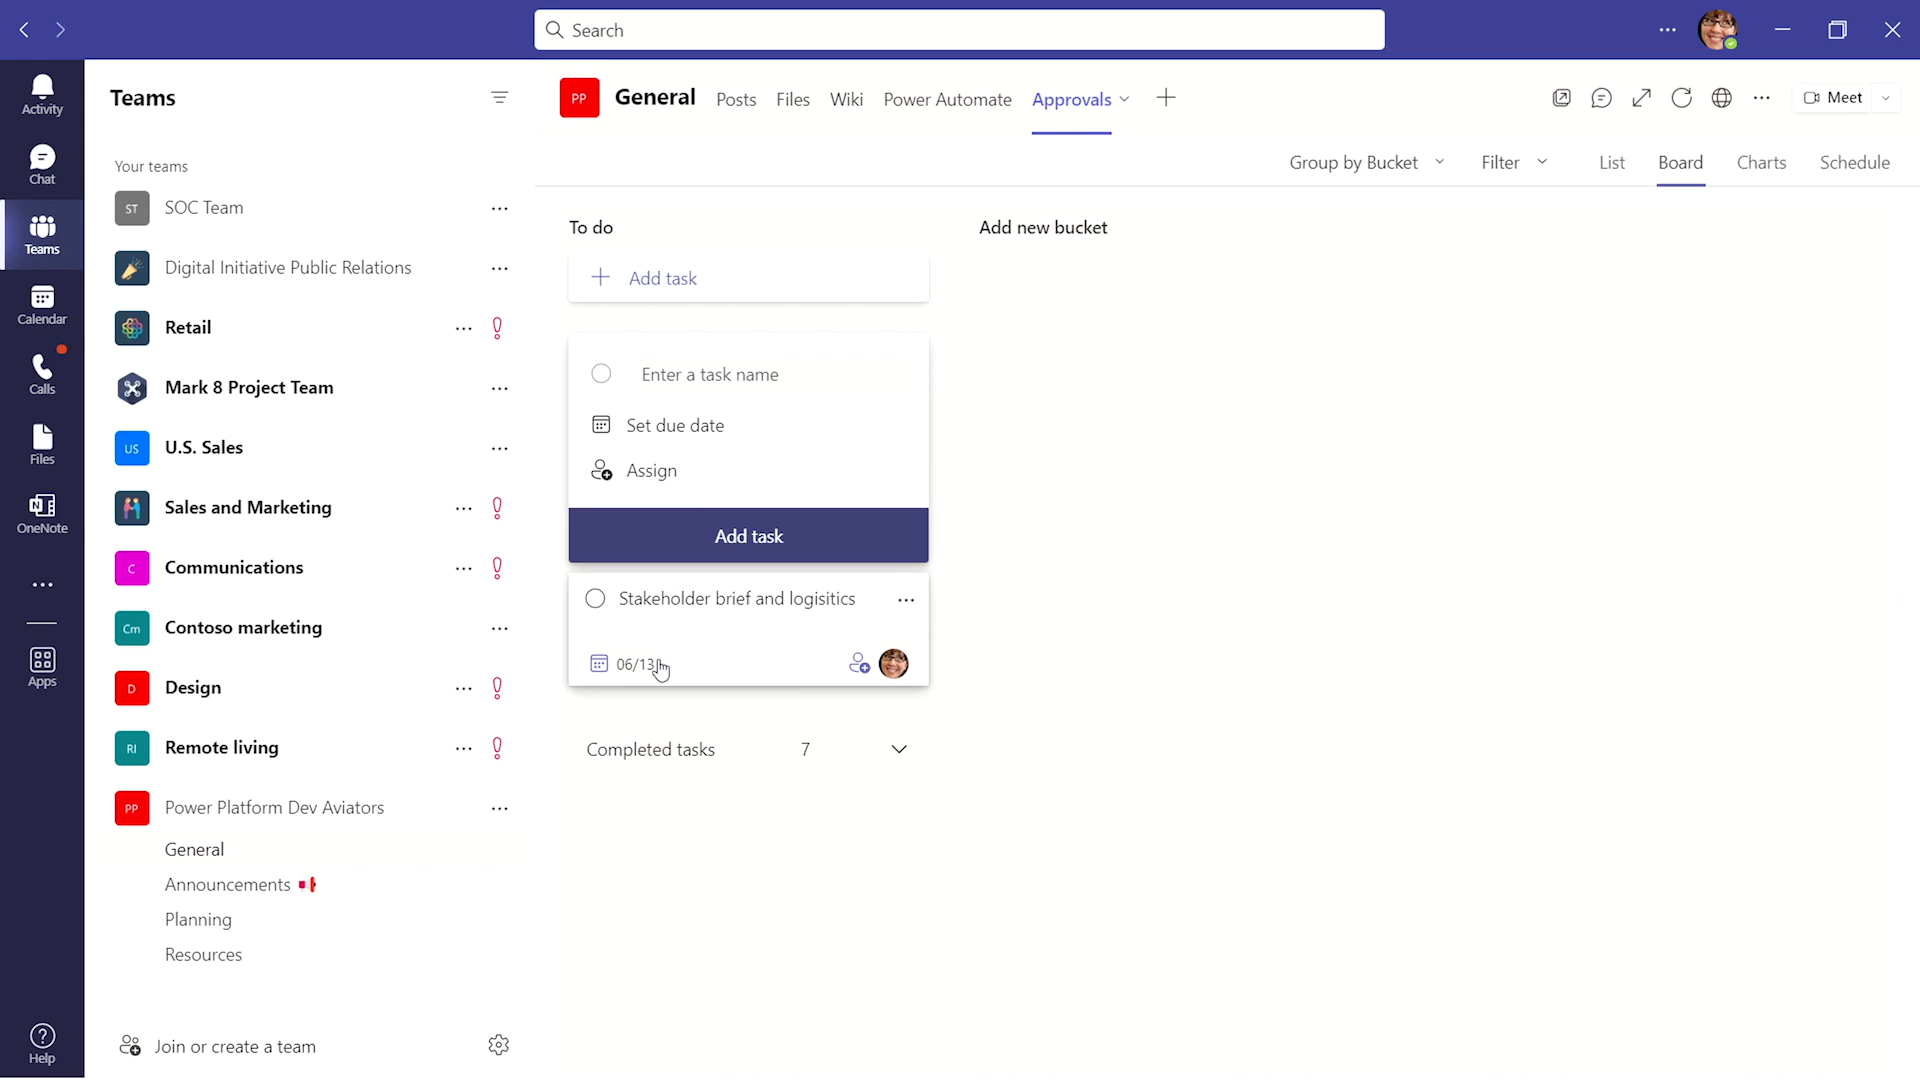 Search
Activity
Chat
Teams
Calendar
Calls
Files
OneNote
Apps
Help
Teams
Your teams
ST SOC Team
Digital Initiative Public Relations
Retail
Mark 8 Project Team
US U.S. Sales
Sales and Marketing
C Communications
Cm Contoso marketing
D Design
RI Remote living
PP Power Platform Dev Aviators
General
Announcements
Planning
Resources
Join or create a team
PP General Posts Files Wiki Power Automate Approvals Meet
Group by Bucket Filter List Board Charts Schedule
To do
Add new bucket
Add task
Enter a task name
Set due date
Assign
Add task
Stakeholder brief and logisitics
06/13
Completed tasks 7